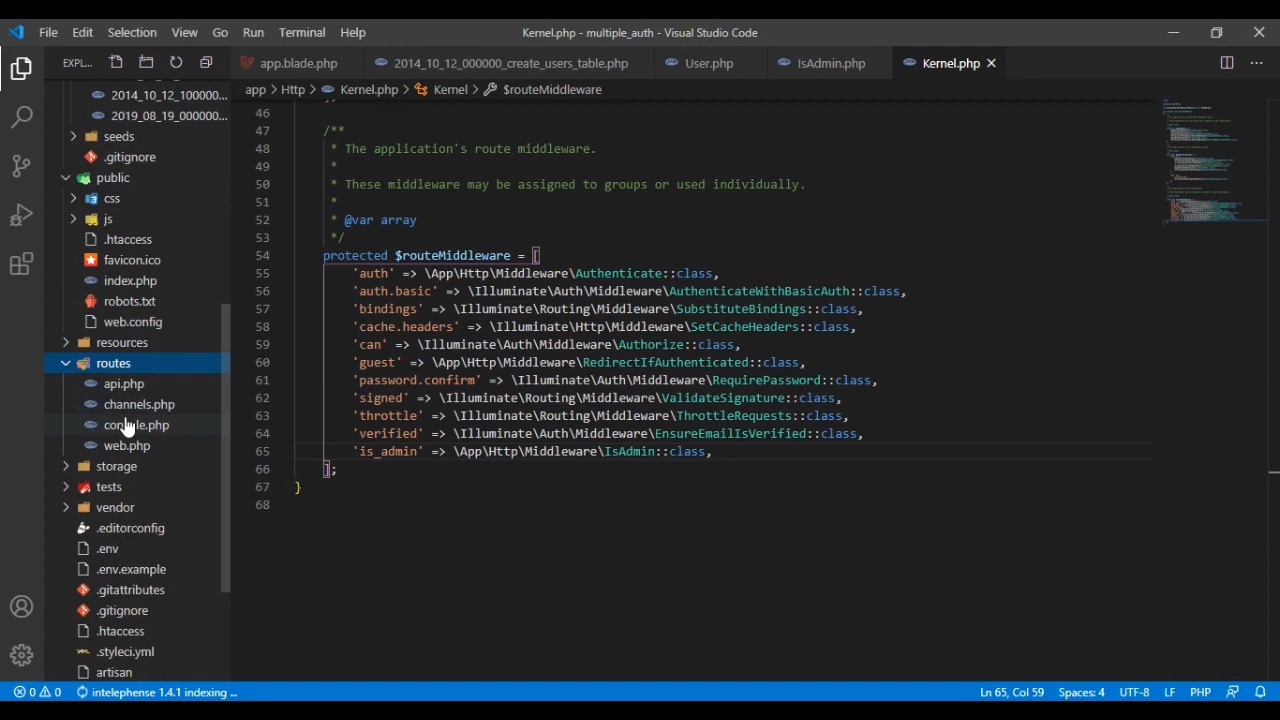 File Edit Selection View Go Run Terminal Help Kernel.php - multiple_auth - Visual Studio Code
EXPL...
app.blade.php 2014_10_12_000000_create_users_table.php User.php IsAdmin.php Kernel.php
app > Http > Kernel.php > Kernel > $routeMiddleware
2014_10_12_100000...
2019_08_19_000000...
seeds
.gitignore
public
css
js
.htaccess
favicon.ico
index.php
robots.txt
web.config
resources
routes
api.php
channels.php
web.php
storage
tests
vendor
.editorconfig
.env
.env.example
.gitattributes
.gitignore
.htaccess
.styleci.yml
artisan
46
47 /**
48 * The application's route middleware.
49 *
50 * These middleware may be assigned to groups or used individually.
51 *
52 * @var array
53 */
54 protected $routeMiddleware = [
55 'auth' => \App\Http\Middleware\Authenticate::class,
56 'auth.basic' => \Illuminate\Auth\Middleware\AuthenticateWithBasicAuth::class,
57 'bindings' => \Illuminate\Routing\Middleware\SubstituteBindings::class,
58 'cache.headers' => \Illuminate\Http\Middleware\SetCacheHeaders::class,
59 'can' => \Illuminate\Auth\Middleware\Authorize::class,
60 'guest' => \App\Http\Middleware\RedirectIfAuthenticated::class,
61 'password.confirm' => \Illuminate\Auth\Middleware\RequirePassword::class,
62 'signed' => \Illuminate\Routing\Middleware\ValidateSignature::class,
63 'throttle' => \Illuminate\Routing\Middleware\ThrottleRequests::class,
64 'verified' => \Illuminate\Auth\Middleware\EnsureEmailIsVerified::class,
65 'is_admin' => \App\Http\Middleware\IsAdmin::class,
66 ];
67 }
68
0 0 intelephense 1.4.1 indexing ... Ln 65, Col 59 Spaces: 4 UTF-8 LF PHP